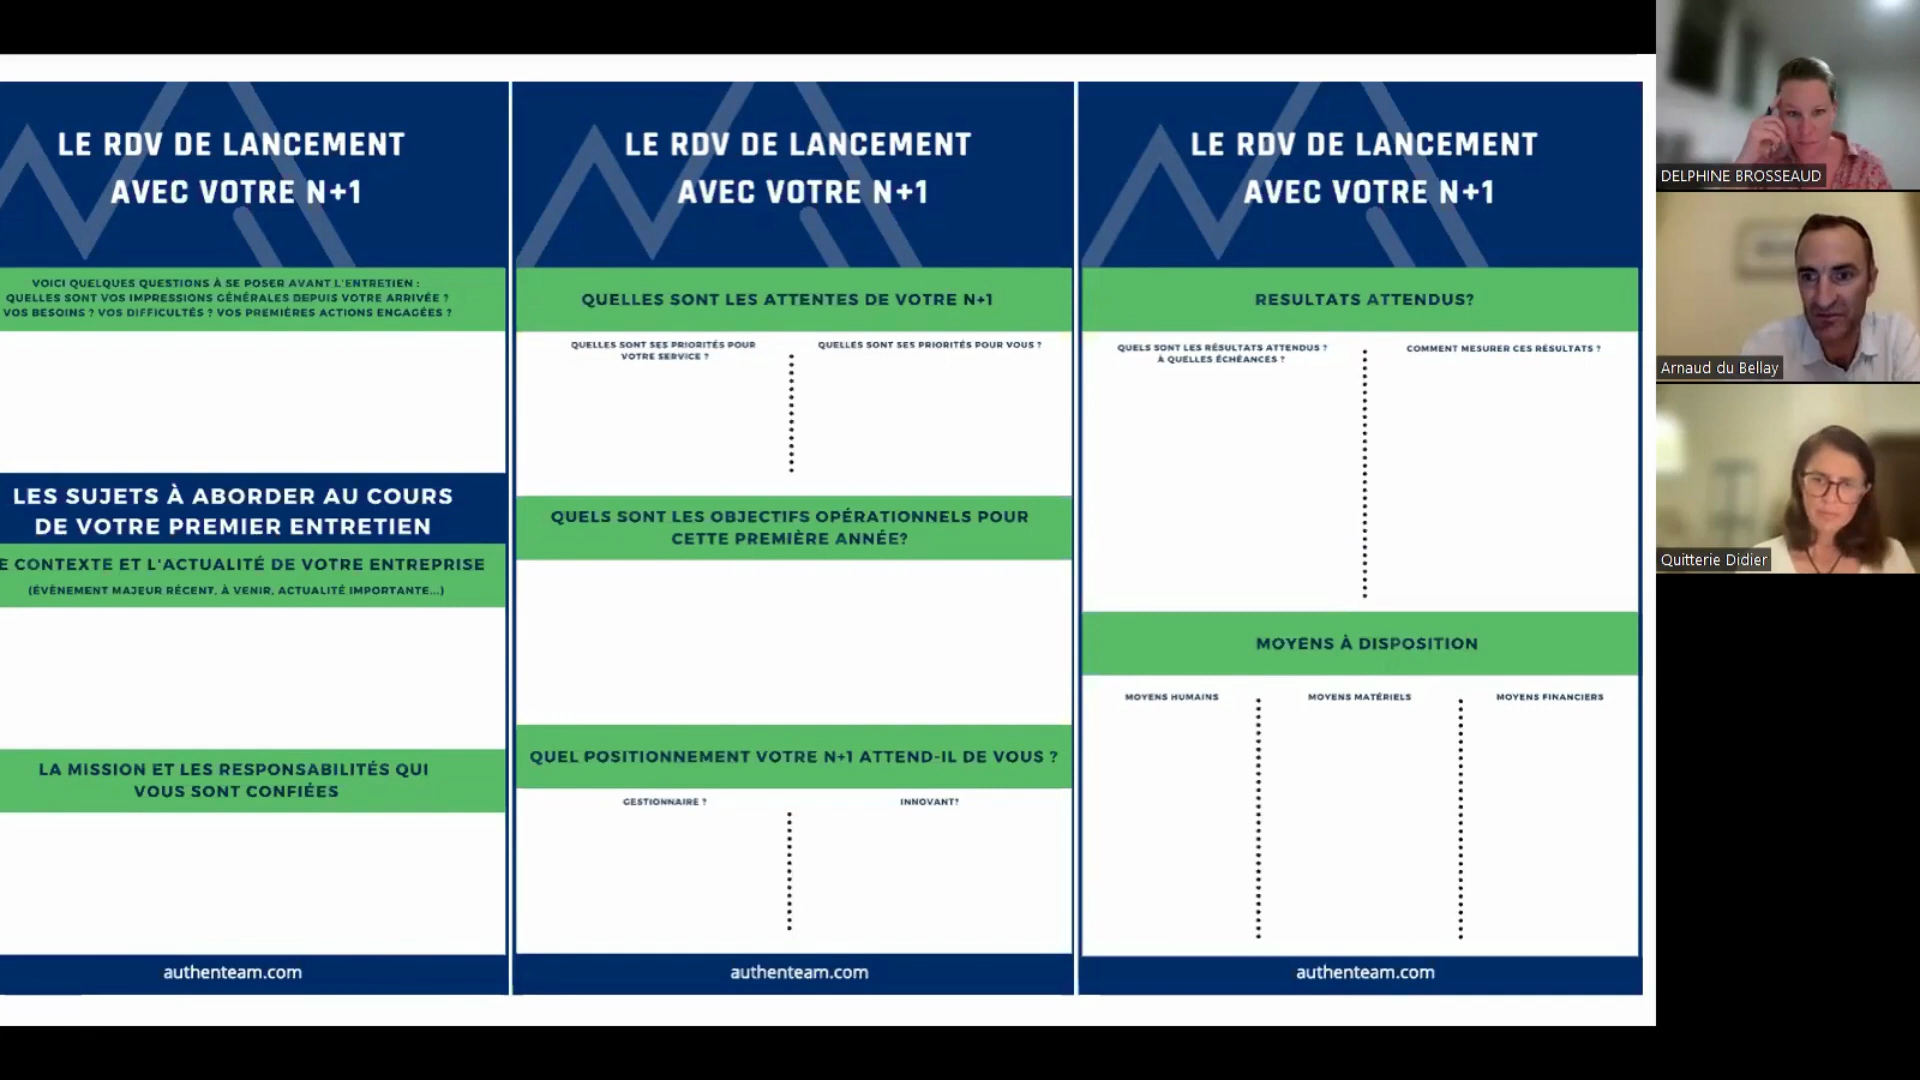 LE RDV DE LANCEMENT
AVEC VOTRE N+1
VOICI QUELQUES QUESTIONS À SE POSER AVANT L'ENTRETIEN :
QUELLES SONT VOS IMPRESSIONS GÉNÉRALES DEPUIS VOTRE ARRIVÉE ?
VOS BESOINS ? VOS DIFFICULTÉS ? VOS PREMIÈRES ACTIONS ENGAGÉES ?
LES SUJETS À ABORDER AU COURS
DE VOTRE PREMIER ENTRETIEN
E CONTEXTE ET L'ACTUALITÉ DE VOTRE ENTREPRISE
(ÉVÈNEMENT MAJEUR RÉCENT, À VENIR, ACTUALITÉ IMPORTANTE...)
LA MISSION ET LES RESPONSABILITÉS QUI
VOUS SONT CONFIÉES
authenteam.com
LE RDV DE LANCEMENT
AVEC VOTRE N+1
QUELLES SONT LES ATTENTES DE VOTRE N+1
QUELLES SONT SES PRIORITÉS POUR
VOTRE SERVICE ?
QUELLES SONT SES PRIORITÉS POUR VOUS ?
QUELS SONT LES OBJECTIFS OPÉRATIONNELS POUR
CETTE PREMIÈRE ANNÉE?
QUEL POSITIONNEMENT VOTRE N+1 ATTEND-IL DE VOUS ?
GESTIONNAIRE ?
INNOVANT?
authenteam.com
LE RDV DE LANCEMENT
AVEC VOTRE N+1
RESULTATS ATTENDUS?
QUELS SONT LES RÉSULTATS ATTENDUS ?
À QUELLES ÉCHÉANCES ?
COMMENT MESURER CES RÉSULTATS ?
MOYENS À DISPOSITION
MOYENS HUMAINS
MOYENS MATÉRIELS
MOYENS FINANCIERS
authenteam.com
DELPHINE BROSSEAUD
Arnaud du Bellay
Quitterie Didier